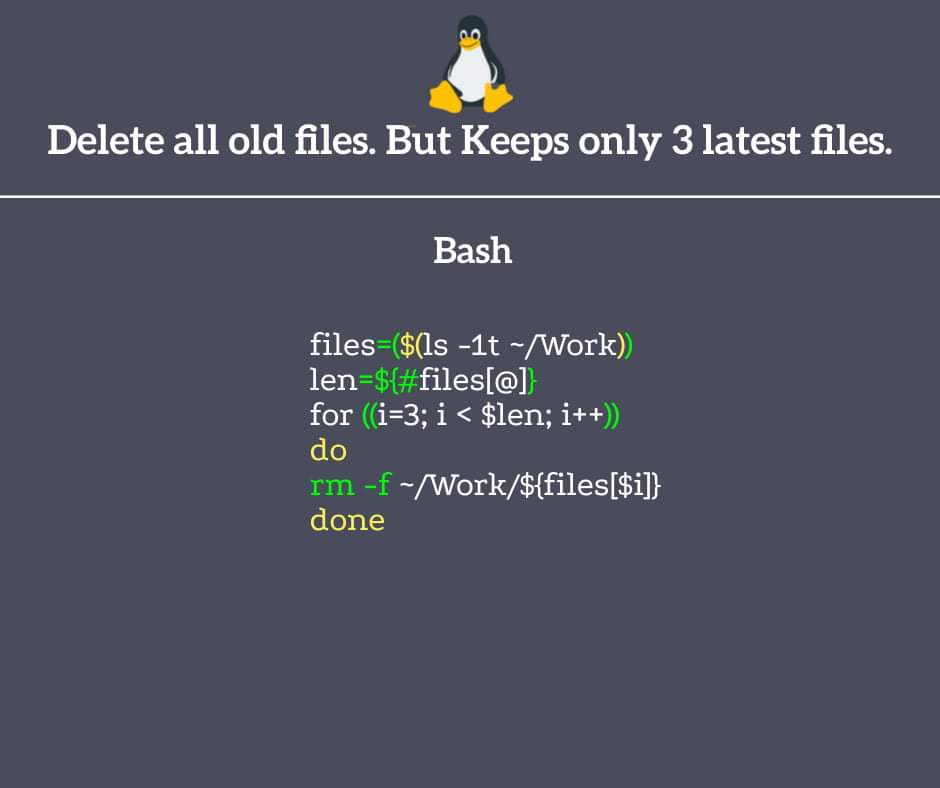 Delete all old files. But Keeps only 3 latest files.
Bash
files=($(ls -1t ~/Work))
len=${#files[@]}
for ((i=3; i < $len; i++))
do
rm -f ~/Work/${files[$i]}
done